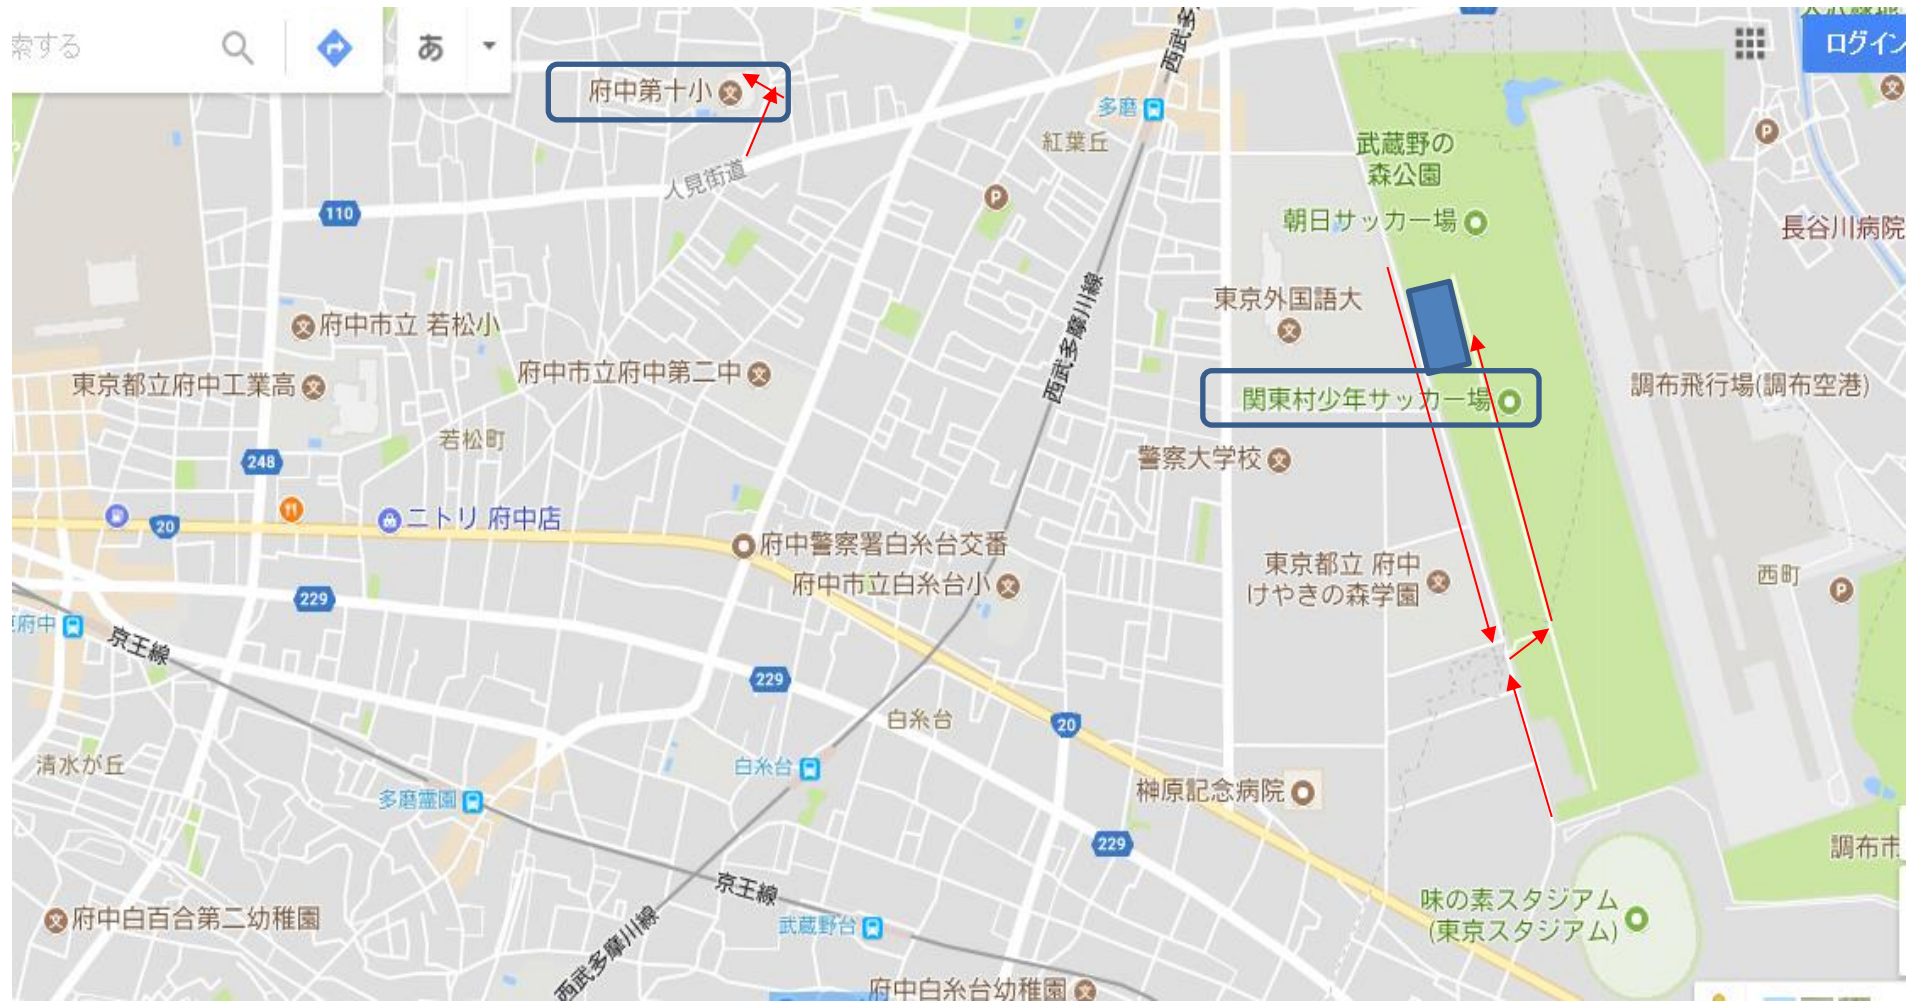 索する
あ
ログイン
府中第十小
西武多
多磨
紅葉丘
武蔵野の
森公園
人見街道
110
朝日サッカー場
長谷川病院
東京外国語大
府中市立 若松小
西武多摩川線
東京都立府中工業高
府中市立府中第二中
調布飛行場(調布空港)
関東村少年サッカー場
若松町
248
警察大学校
20
ニトリ 府中店
府中警察署白糸台交番
府中市立白糸台小
東京都立 府中
けやきの森学園
西町
229
府中
京王線
229
白糸台
20
清水が丘
白糸台
多磨霊園
榊原記念病院
229
調布市
京王線
味の素スタジアム
(東京スタジアム)
府中白百合第二幼稚園
武蔵野台
西武多摩川線
府中白糸台幼稚園